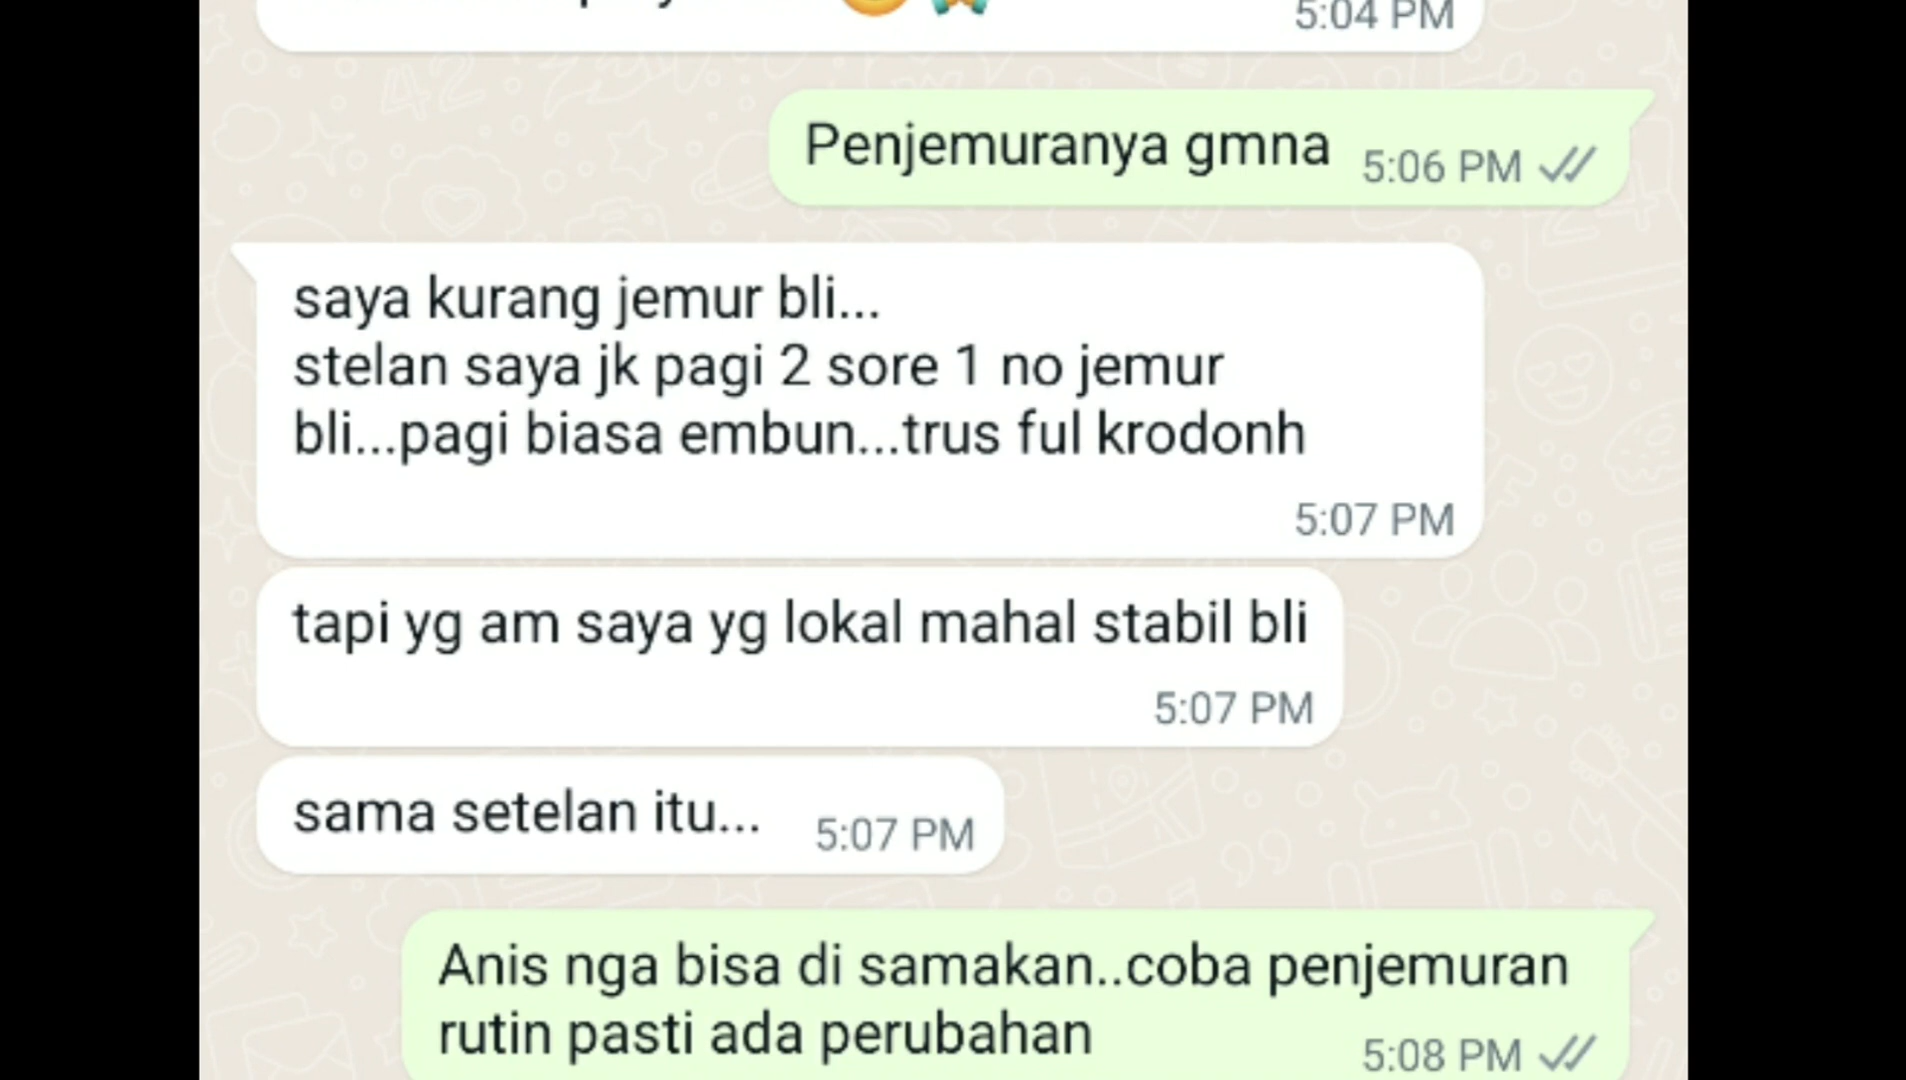 5:04 PM
Penjemuranya gmna
5:06 PM
saya kurang jemur bli...
stelan saya jk pagi 2 sore 1 no jemur
bli...pagi biasa embun...trus ful krodonh
5:07 PM
tapi yg am saya yg lokal mahal stabil bli
5:07 PM
sama setelan itu...
5:07 PM
Anis nga bisa di samakan..coba penjemuran
rutin pasti ada perubahan
5:08 PM